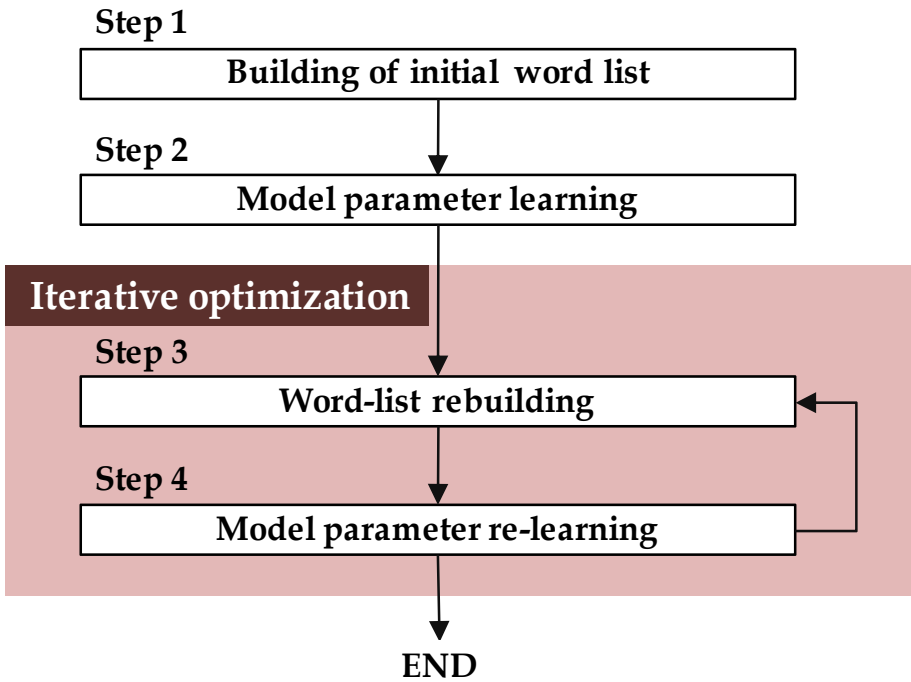 Step 1
Building of initial word list
Step 2
Model parameter learning
Iterative optimization
Step 3
Word-list rebuilding
Step 4
Model parameter re-learning
END